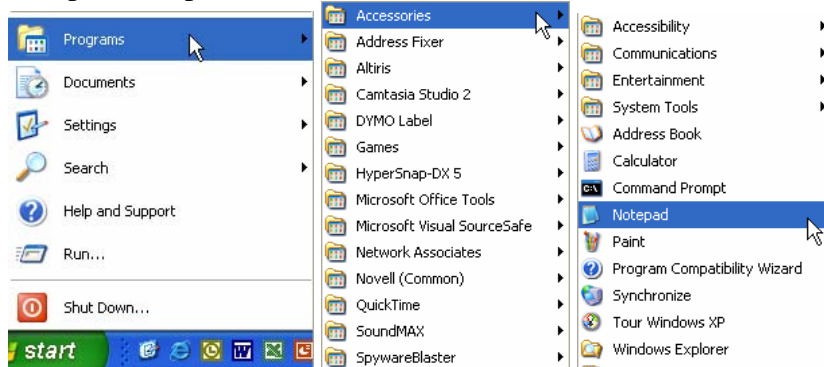 Programs
Documents
Settings
Search
Help and Support
Run...
Shut Down...
start
Accessories
Address Fixer
Altiris
Camtasia Studio 2
DYMO Label
Games
HyperSnap-DX 5
Microsoft Office Tools
Microsoft Visual SourceSafe
Network Associates
Novell (Common)
QuickTime
SoundMAX
SpywareBlaster
Accessibility
Communications
Entertainment
System Tools
Address Book
Calculator
Command Prompt
Notepad
Paint
Program Compatibility Wizard
Synchronize
Tour Windows XP
Windows Explorer